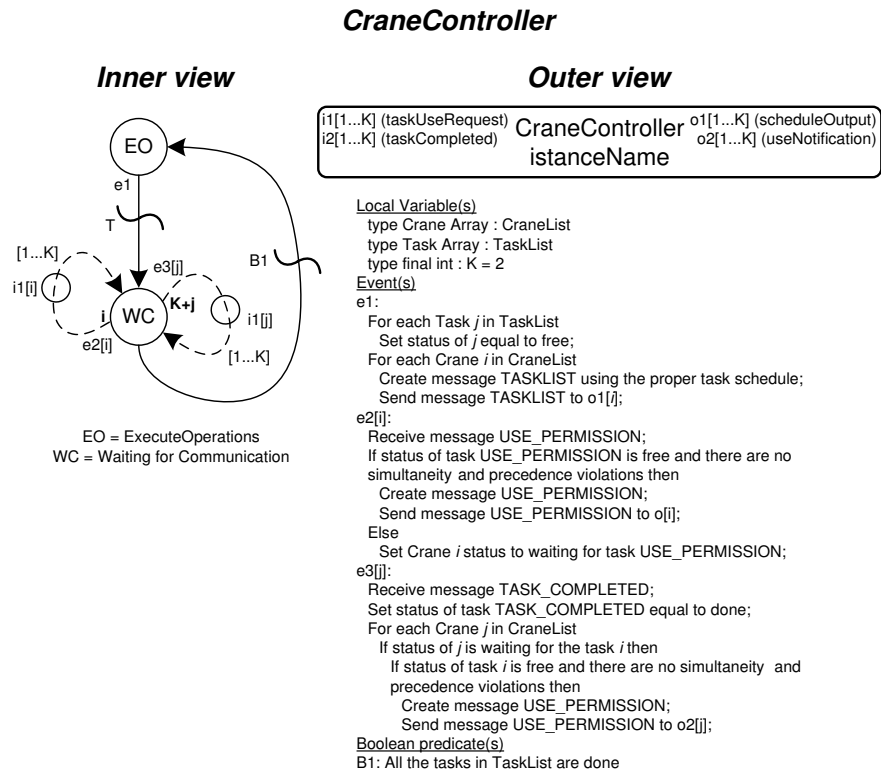 CraneController
Inner view
Outer view
EO
e1
T
B1
[1...K]
e3[j]
i1[i]
i
WC
K+j
i1[j]
e2[i]
[1...K]
EO = ExecuteOperations
WC = Waiting for Communication
i1[1...K] (taskUseRequest)
i2[1...K] (taskCompleted)
CraneController
istanceName
o1[1...K] (scheduleOutput)
o2[1...K] (useNotification)
Local Variable(s)
type Crane Array : CraneList
type Task Array : TaskList
type final int : K = 2
Event(s)
e1:
For each Task j in TaskList
Set status of j equal to free;
For each Crane i in CraneList
Create message TASKLIST using the proper task schedule;
Send message TASKLIST to o1[i];
e2[i]:
Receive message USE_PERMISSION;
If status of task USE_PERMISSION is free and there are no
simultaneity and precedence violations then
Create message USE_PERMISSION;
Send message USE_PERMISSION to o[i];
Else
Set Crane i status to waiting for task USE_PERMISSION;
e3[j]:
Receive message TASK_COMPLETED;
Set status of task TASK_COMPLETED equal to done;
For each Crane j in CraneList
If status of j is waiting for the task i then
If status of task i is free and there are no simultaneity and
precedence violations then
Create message USE_PERMISSION;
Send message USE_PERMISSION to o2[j];
Boolean predicate(s)
B1: All the tasks in TaskList are done